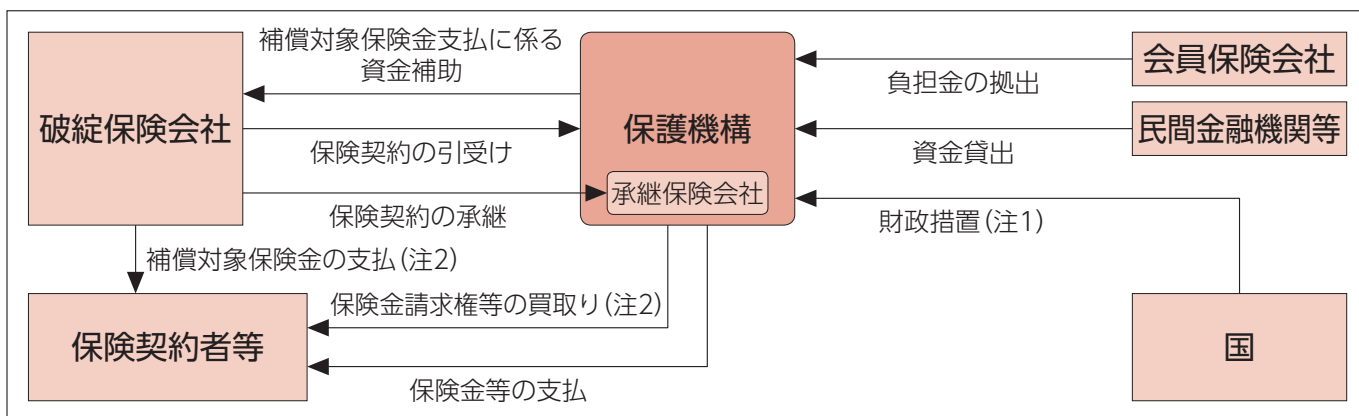 補償対象保険金支払に係る
資金補助
破綻保険会社
保険契約の引受け
保険契約の承継
補償対象保険金の支払(注2)
保護機構
承継保険会社
会員保険会社
負担金の拠出
民間金融機関等
資金貸出
財政措置(注1)
保険金請求権等の買取り(注2)
保険契約者等
保険金等の支払
国